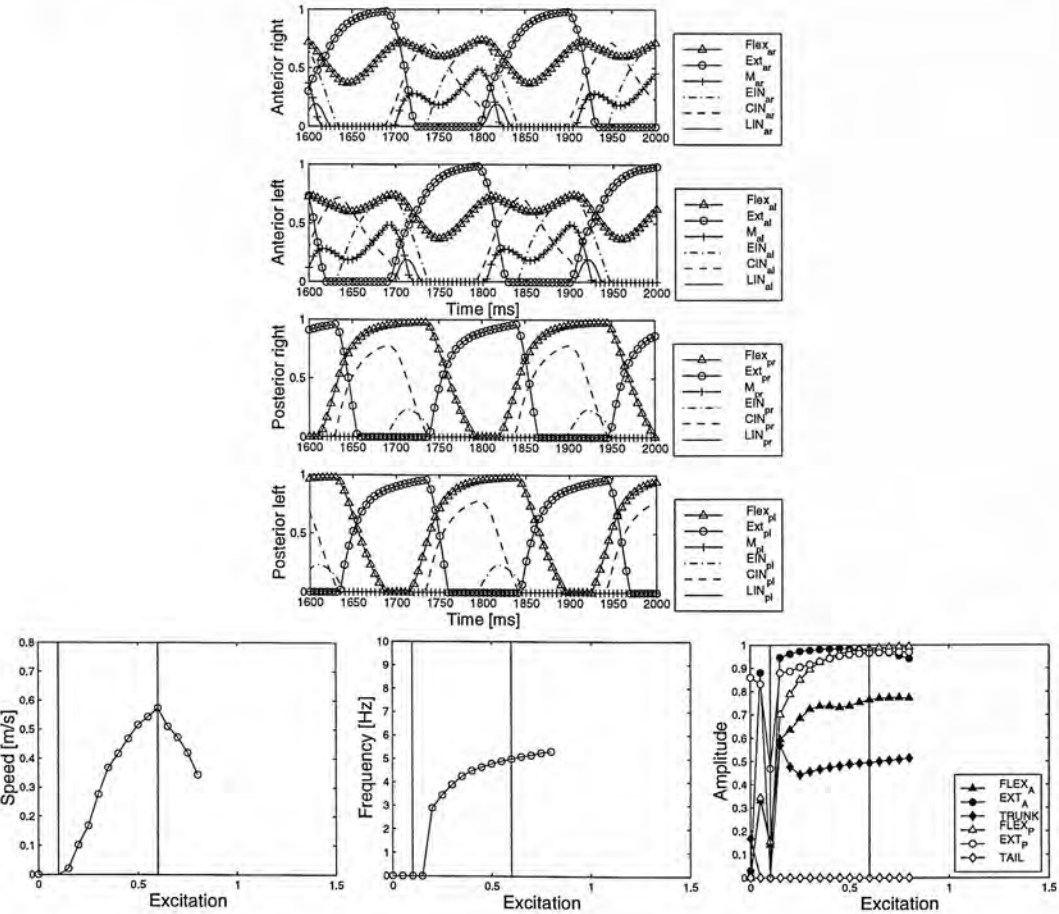 Anterior right
1
0.5
0
1600 1650 1700 1750 1800 1850 1900 1950 2000
Flex_ar
Ext_ar
M_ar
EIN_ar
CIN_ar
LIN_ar
Anterior left
1
0.5
0
1600 1650 1700 1750 1800 1850 1900 1950 2000
Time [ms]
Flex_al
Ext_al
M_al
EIN_al
CIN_al
LIN_al
Posterior right
1
0.5
0
1600 1650 1700 1750 1800 1850 1900 1950 2000
Flex_pr
Ext_pr
M_pr
EIN_pr
CIN_pr
LIN_pr
Posterior left
1
0.5
0
1600 1650 1700 1750 1800 1850 1900 1950 2000
Time [ms]
Flex_pl
Ext_pl
M_pl
EIN_pl
CIN_pl
LIN_pl
Speed [m/s]
0.8
0.7
0.6
0.5
0.4
0.3
0.2
0.1
0
0 0.5 1 1.5
Excitation
Frequency [Hz]
10
9
8
7
6
5
4
3
2
1
0
0 0.5 1 1.5
Excitation
Amplitude
1
0.9
0.8
0.7
0.6
0.5
0.4
0.3
0.2
0.1
0
0 0.5 1 1.5
Excitation
FLEX_A
EXT_A
TRUNK
FLEX_P
EXT_P
TAIL